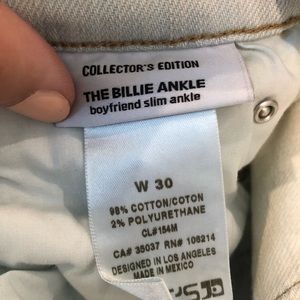 COLLECTOR'S EDITION
THE BILLIE ANKLE
boyfriend slim ankle
W 30
98% COTTON/COTON
2% POLYURETHANE
CL#154M
CA# 35037 RN# 106214
DESIGNED IN LOS ANGELES
MADE IN MEXICO